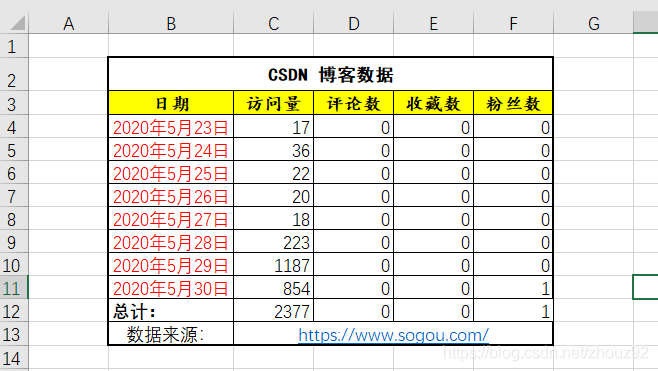 A B C D E F G
1
2 CSDN 博客数据
3 日期 访问量 评论数 收藏数 粉丝数
4 2020年5月23日 17 0 0 0
5 2020年5月24日 36 0 0 0
6 2020年5月25日 22 0 0 0
7 2020年5月26日 20 0 0 0
8 2020年5月27日 18 0 0 0
9 2020年5月28日 223 0 0 0
10 2020年5月29日 1187 0 0 0
11 2020年5月30日 854 0 0 1
12 总计： 2377 0 0 1
13 数据来源： https://www.sogou.com/
14
https://blog.csdn.net/zhouz92